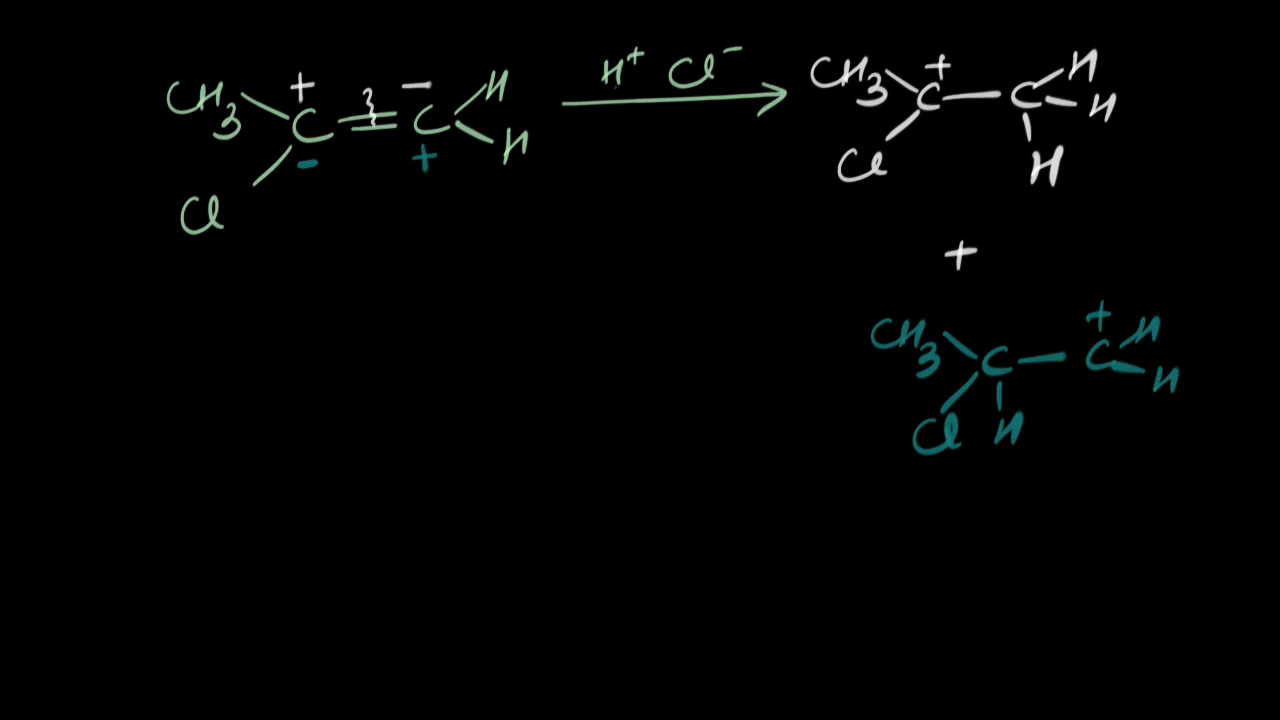 CH3 + C = - C H H - + Cl
H+ Cl-
CH3 + C - C H H H Cl
+
CH3 C - + C H H Cl H